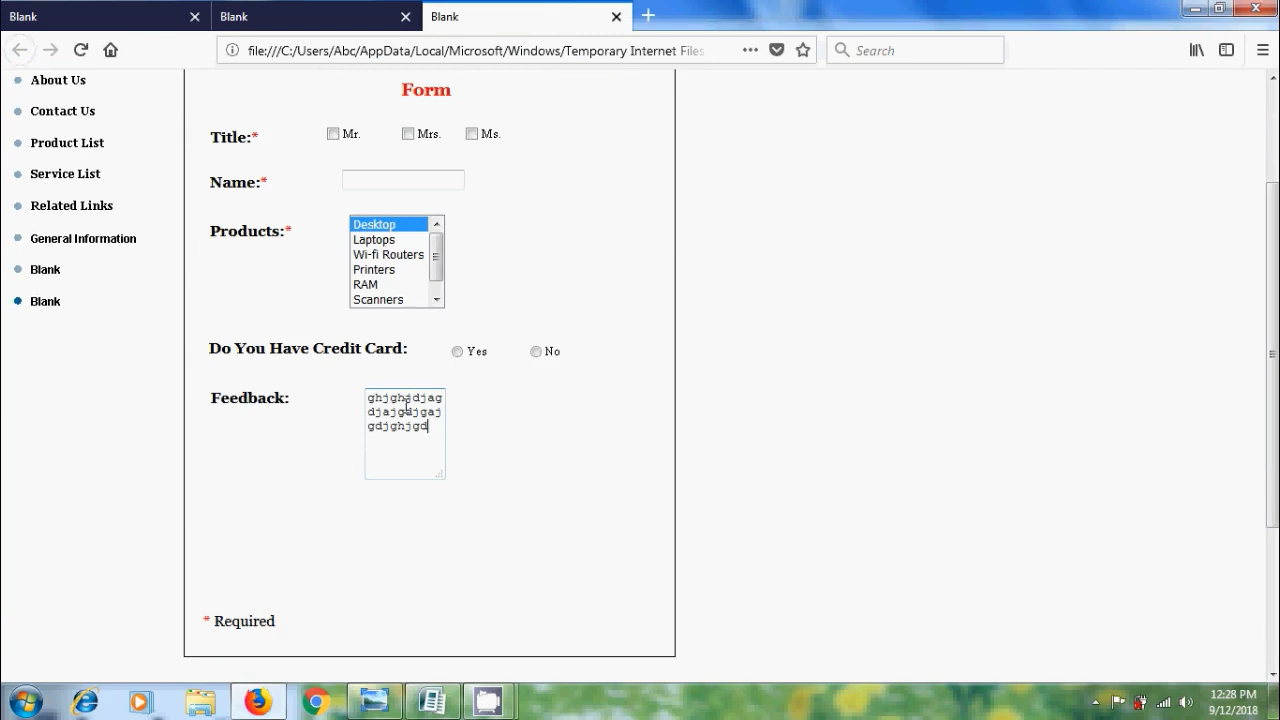 Blank
Blank
Blank
file:///C:/Users/Abc/AppData/Local/Microsoft/Windows/Temporary Internet Files
Search
About Us
Contact Us
Product List
Service List
Related Links
General Information
Blank
Blank
Form
Title:*
Mr.
Mrs.
Ms.
Name:*
Products:*
Desktop
Laptops
Wi-fi Routers
Printers
RAM
Scanners
Do You Have Credit Card:
Yes
No
Feedback:
djajgdjgaj
gdjghjgd
* Required
12:28 PM
9/12/2018